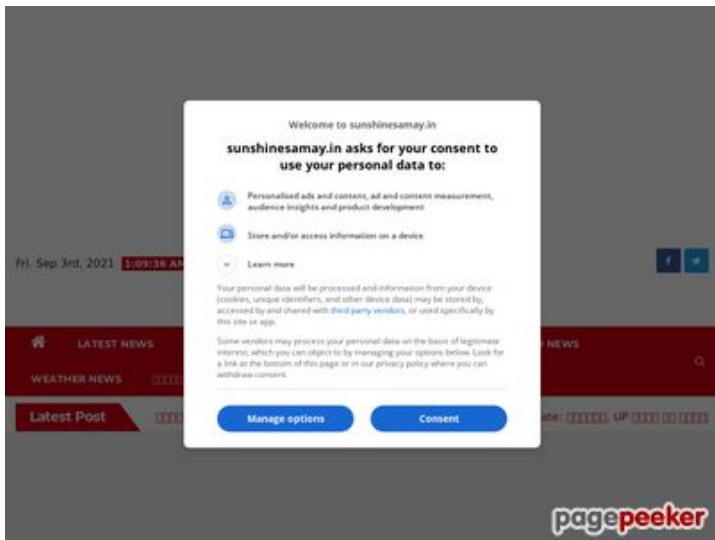 Welcome to sunshinesamay.in
sunshinesamay.in asks for your consent to
use your personal data to:
Personalised ads and content, ad and content measurement,
audience insights and product development
Store and/or access information on a device
Learn more
Your personal data will be processed and information from your device
(cookies, unique identifiers, and other device data) may be stored by,
accessed by and shared with third party vendors, or used specifically by
this site or app.
Some vendors may process your personal data on the basis of legitimate
interest, which you can object to by managing your options below. Look for
a link at the bottom of this page or in our privacy policy where you can
withdraw consent.
Manage options
Consent
Fri. Sep 3rd, 2021 1:09:36 AM
LATEST NEWS
NEWS
WEATHER NEWS
Latest Post
ate: UP
pagepeeker